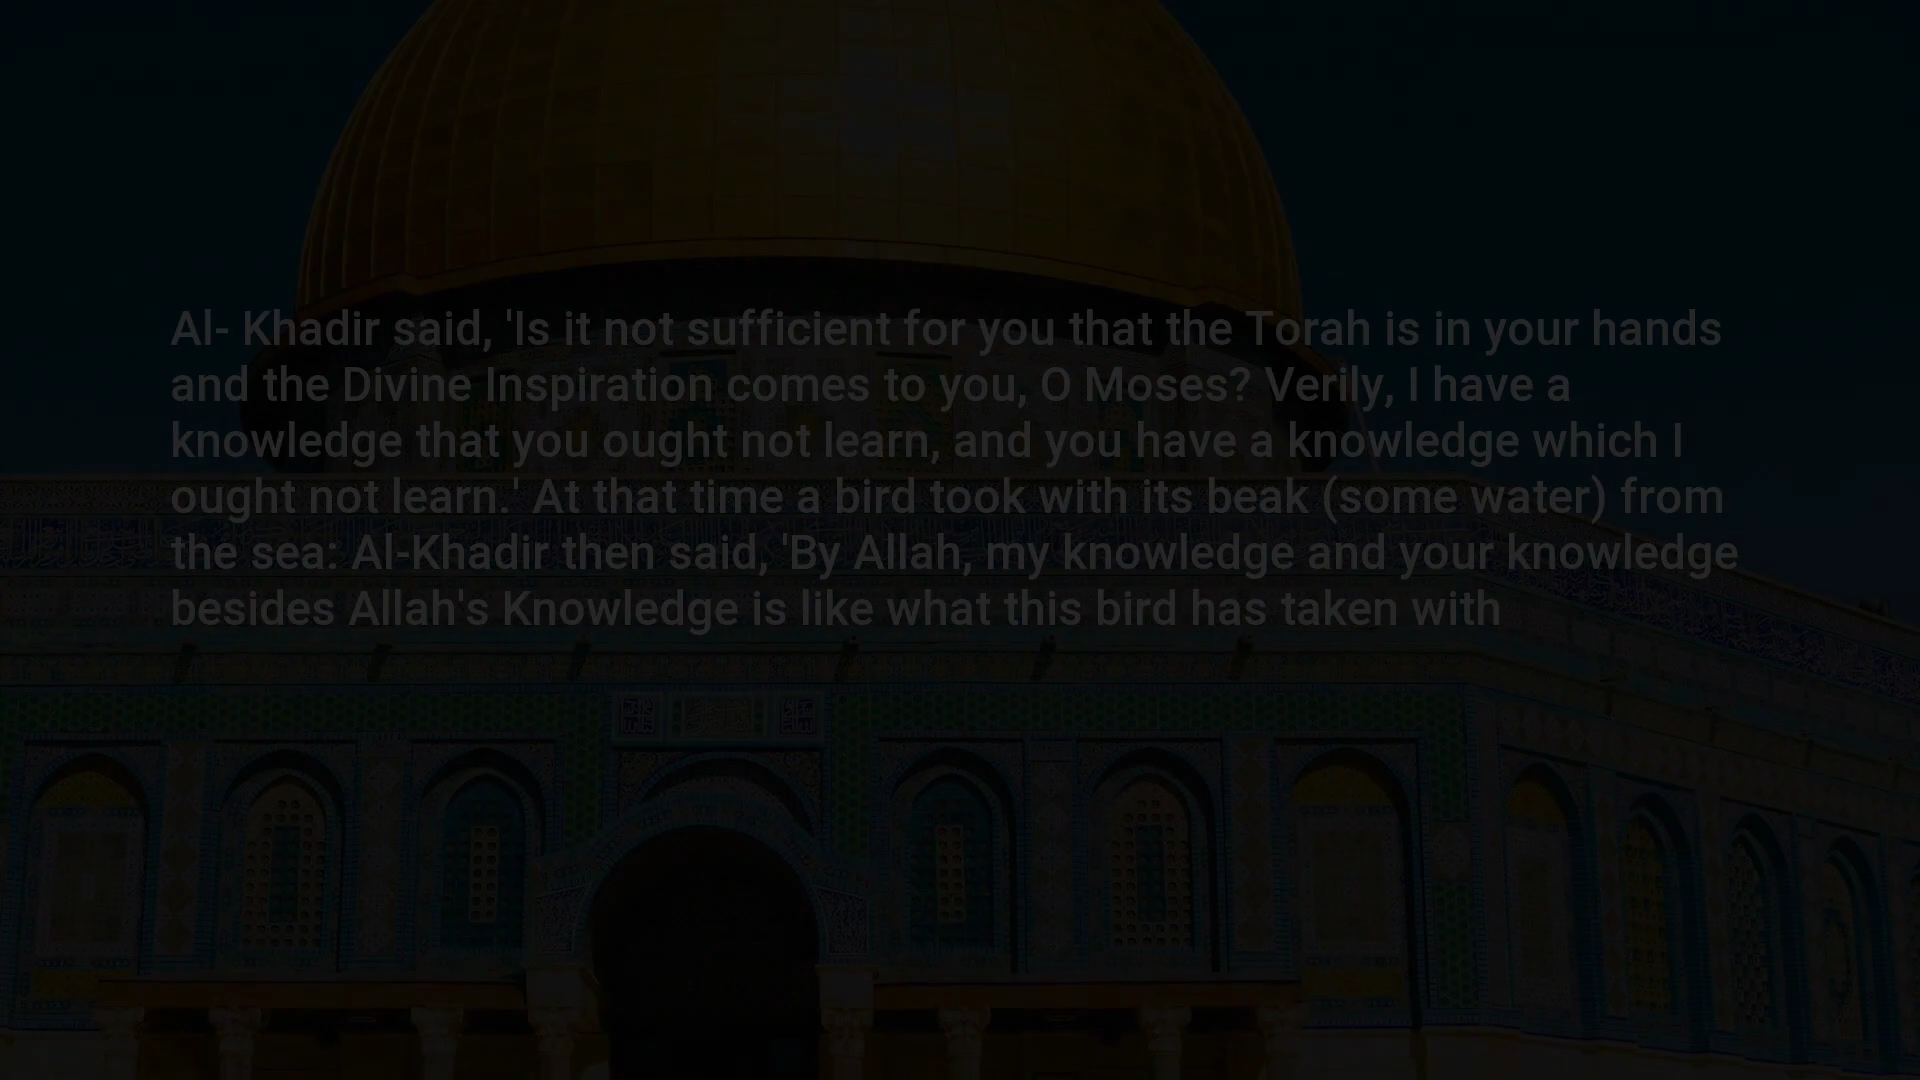 Al- Khadir said, 'Is it not sufficient for you that the Torah is in your hands
and the Divine Inspiration comes to you, O Moses? Verily, I have a
knowledge that you ought not learn, and you have a knowledge which I
ought not learn.' At that time a bird took with its beak (some water) from
the sea: Al-Khadir then said, 'By Allah, my knowledge and your knowledge
besides Allah's Knowledge is like what this bird has taken with